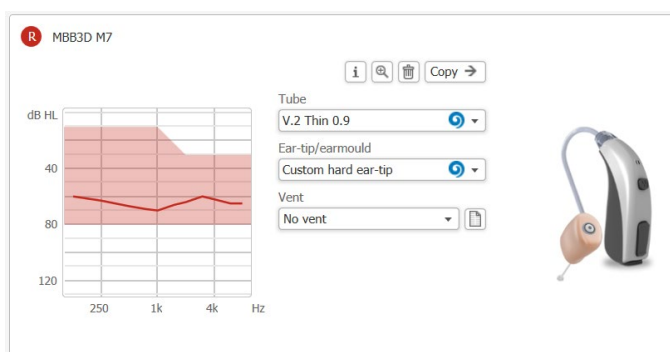 R MBB3D M7
i Copy →
Tube
V.2 Thin 0.9
Ear-tip/earmould
Custom hard ear-tip
Vent
No vent
dB HL
40
80
120
250 1k 4k Hz